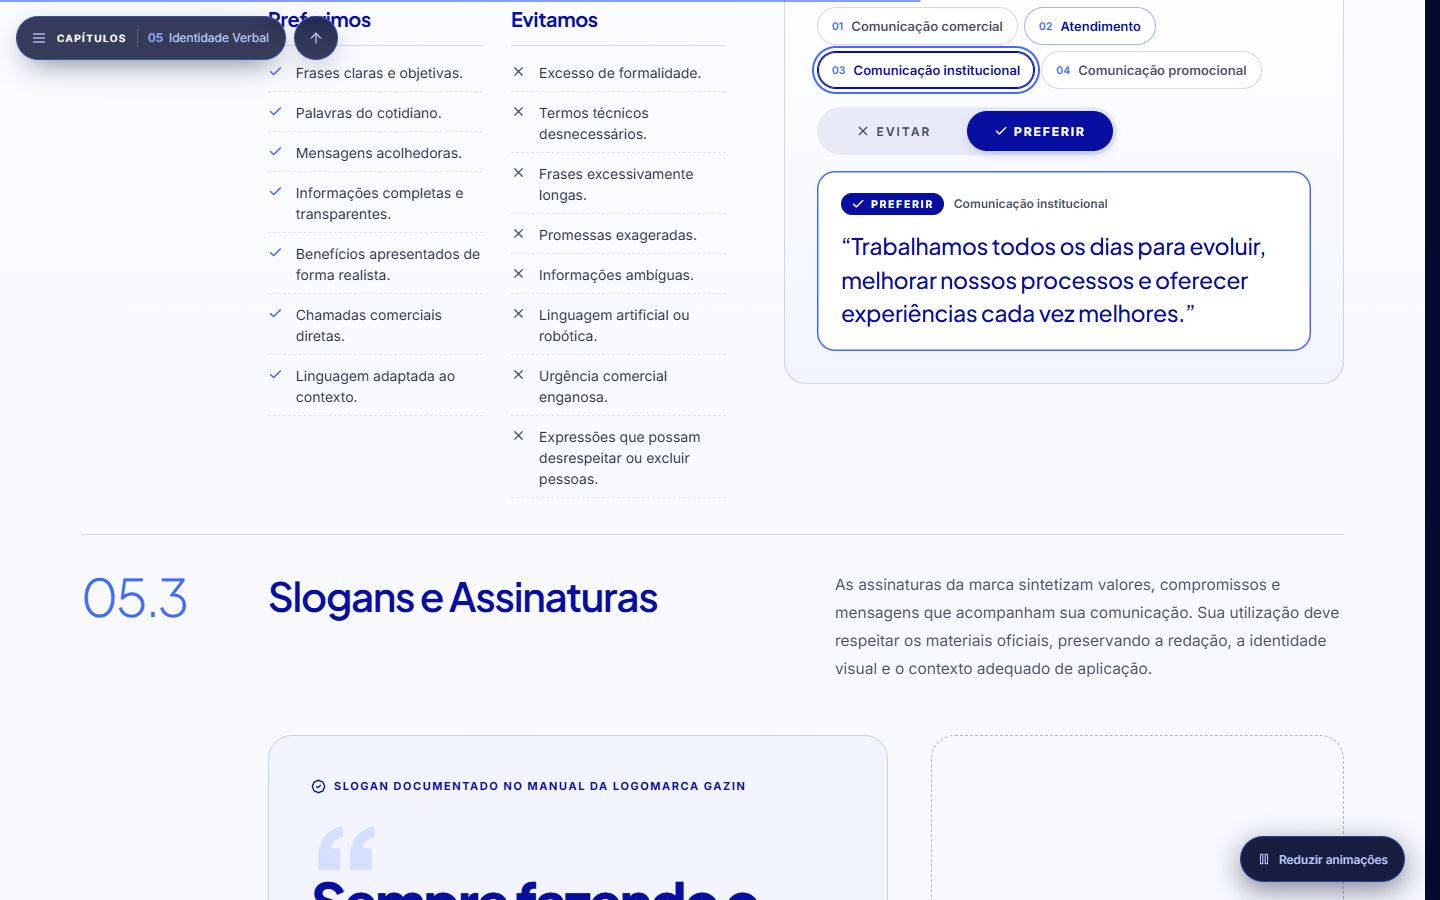 CAPÍTULOS
05 Identidade Verbal
Preferimos
Frases claras e objetivas.
Palavras do cotidiano.
Mensagens acolhedoras.
Informações completas e
transparentes.
Benefícios apresentados de
forma realista.
Chamadas comerciais
diretas.
Linguagem adaptada ao
contexto.
Evitamos
Excesso de formalidade.
Termos técnicos
desnecessários.
Frases excessivamente
longas.
Promessas exageradas.
Informações ambíguas.
Linguagem artificial ou
robótica.
Urgência comercial
enganosa.
Expressões que possam
desrespeitar ou excluir
pessoas.
01 Comunicação comercial
02 Atendimento
03 Comunicação institucional
04 Comunicação promocional
EVITAR
PREFERIR
PREFERIR Comunicação institucional
“Trabalhamos todos os dias para evoluir,
melhorar nossos processos e oferecer
experiências cada vez melhores.”
05.3
Slogans e Assinaturas
As assinaturas da marca sintetizam valores, compromissos e
mensagens que acompanham sua comunicação. Sua utilização deve
respeitar os materiais oficiais, preservando a redação, a identidade
visual e o contexto adequado de aplicação.
SLOGAN DOCUMENTADO NO MANUAL DA LOGOMARCA GAZIN
“
Sempre fazendo o
Reduzir animações